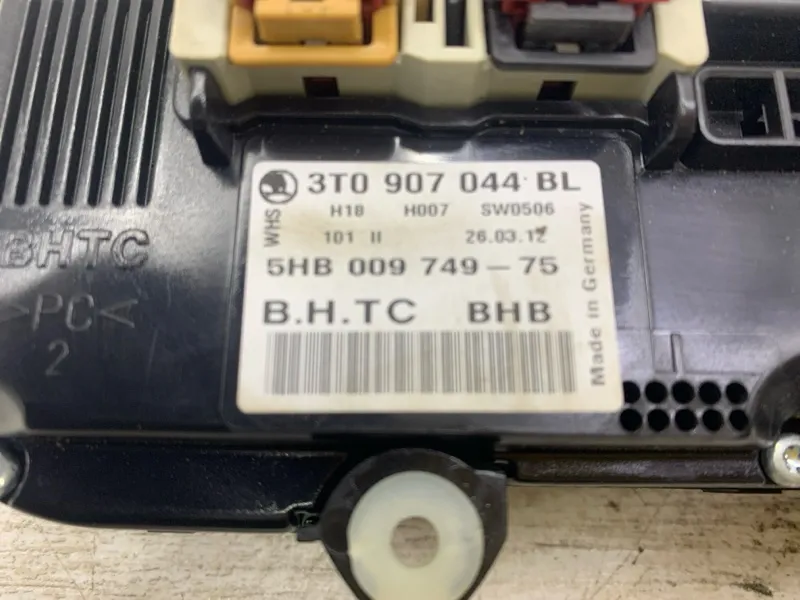 3T0 907 044 BL
WHS
H18 H007 SW0506
101 II 26.03.12
5HB 009 749-75
B.H.TC BHB
Made in Germany
BHTC
>PC<
2